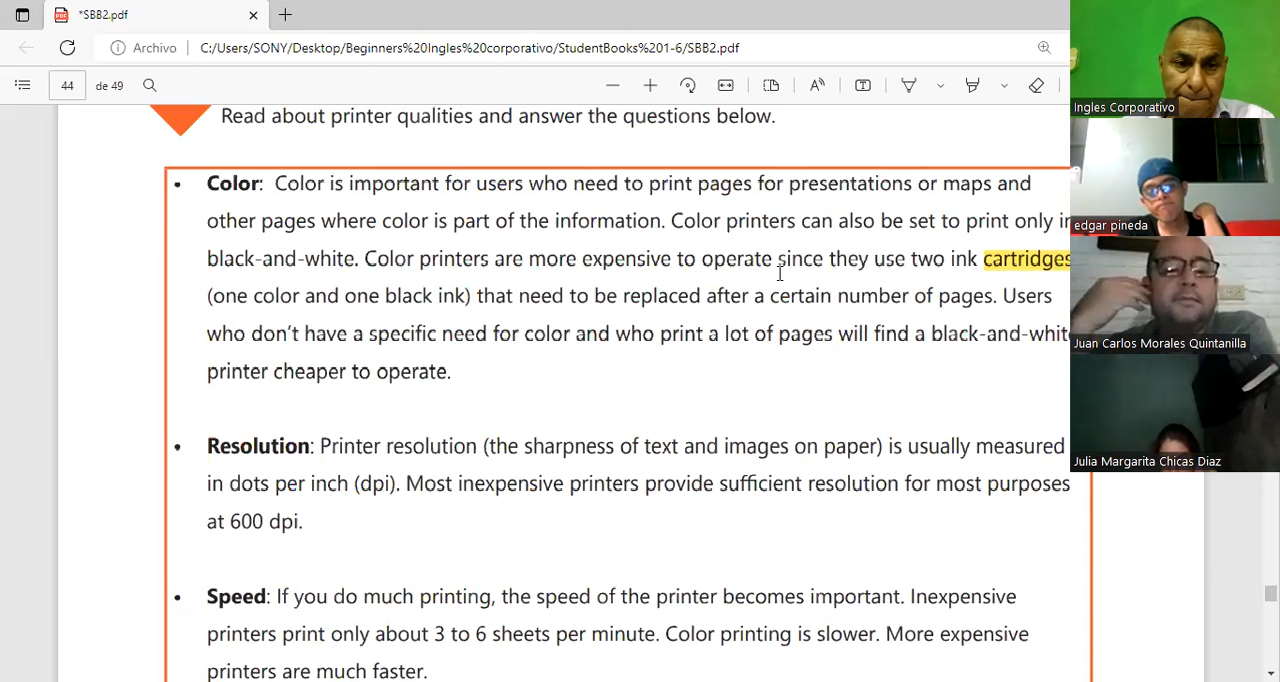 *SBB2.pdf
Archivo
C:/Users/SONY/Desktop/Beginners%20Ingles%20corporativo/StudentBooks%201-6/SBB2.pdf
44 de 49
Read about printer qualities and answer the questions below.
• Color: Color is important for users who need to print pages for presentations or maps and
other pages where color is part of the information. Color printers can also be set to print only
black-and-white. Color printers are more expensive to operate since they use two ink cartridges
(one color and one black ink) that need to be replaced after a certain number of pages. Users
who don't have a specific need for color and who print a lot of pages will find a black-and-white
printer cheaper to operate.
• Resolution: Printer resolution (the sharpness of text and images on paper) is usually measured
in dots per inch (dpi). Most inexpensive printers provide sufficient resolution for most purposes
at 600 dpi.
• Speed: If you do much printing, the speed of the printer becomes important. Inexpensive
printers print only about 3 to 6 sheets per minute. Color printing is slower. More expensive
printers are much faster.
Ingles Corporativo
edgar pineda
Juan Carlos Morales Quintanilla
Julia Margarita Chicas Diaz